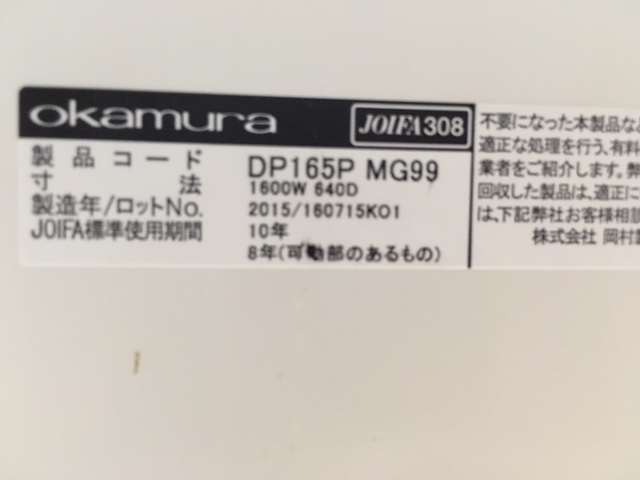 okamura JOIFA308
製品コード DP165P MG99
寸法 1600W 640D
製造年/ロットNo. 2015/160715K01
JOIFA標準使用期間 10年
8年(可動部のあるもの)
不要になった本製品な
適正な処理を行う、有料
業者をご紹介します。弊
回収した製品は、適正に
は、下記弊社お客様相談
株式会社 岡村